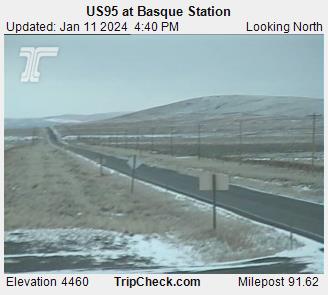 US95 at Basque Station
Updated: Jan 11 2024 4:40 PM Looking North
Elevation 4460 TripCheck.com Milepost 91.62